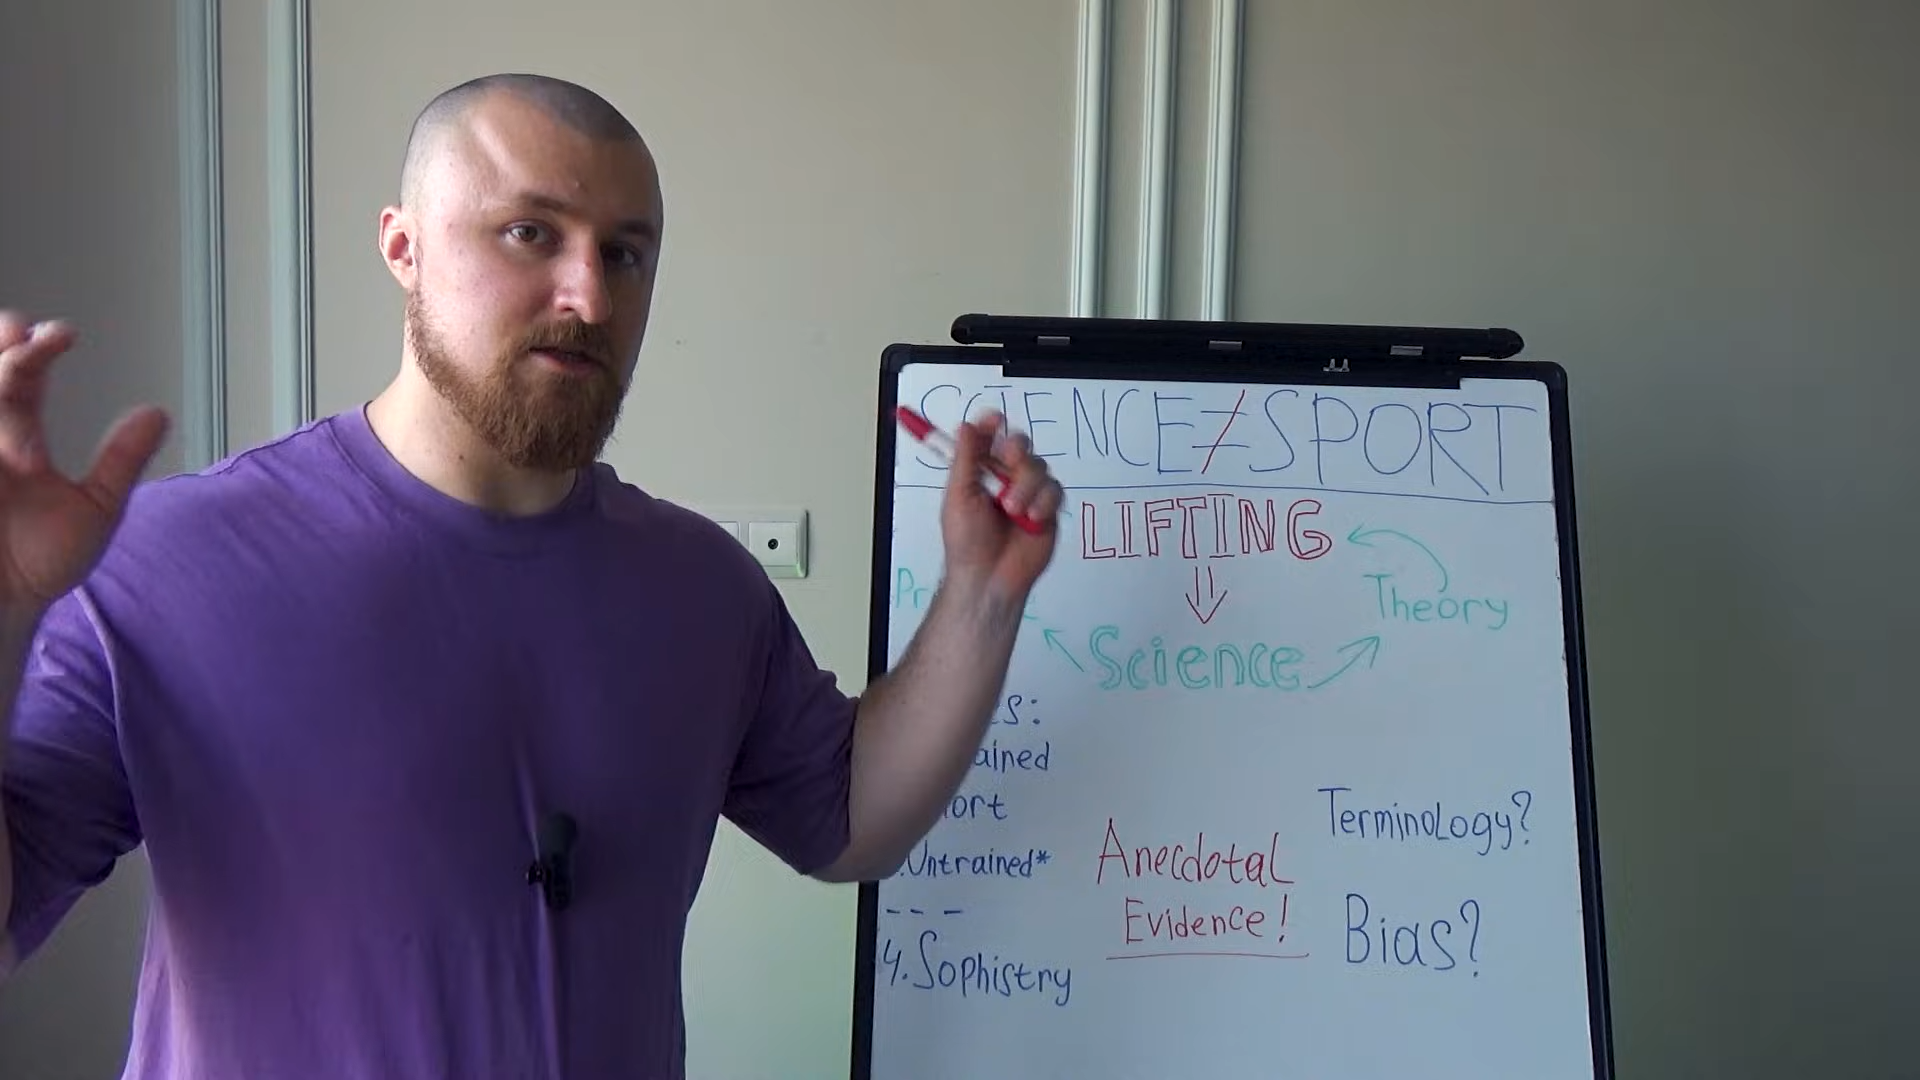 SCIENCE≠SPORT
LIFTING
Theory
Science
Terminology?
Untrained*
Anecdotal
Evidence!
Bias?
---
4. Sophistry